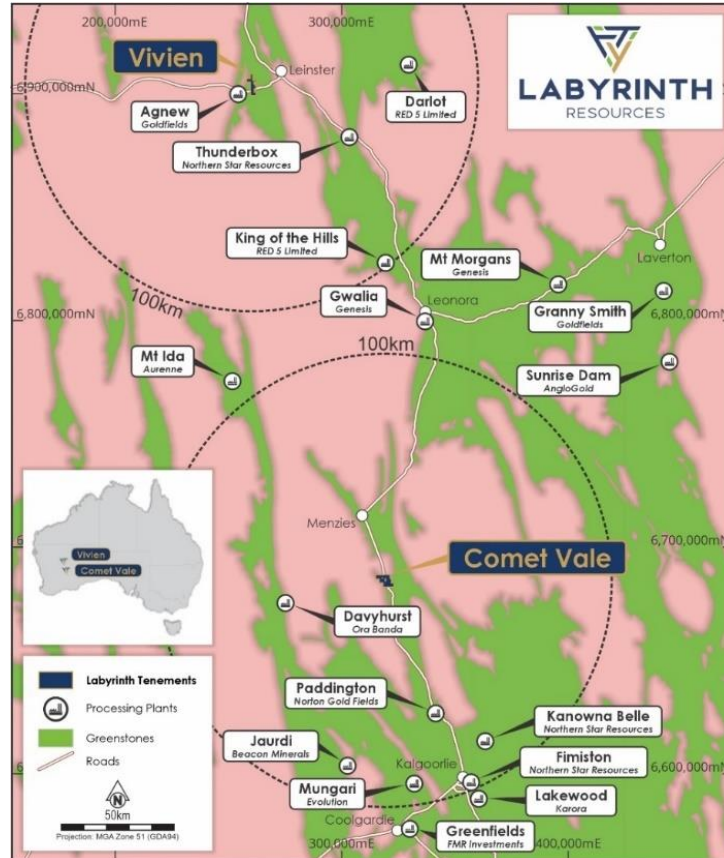 200,000mE
300,000mE
LABYRINTH
RESOURCES
Vivien
Leinster
6,900,000mN
Agnew
Goldfields
Darlot
RED 5 Limited
Thunderbox
Northern Star Resources
King of the Hills
RED 5 Limited
Mt Morgans
Genesis
Laverton
Gwalia
Genesis
Leonora
Granny Smith
Goldfields
100km
6,800,000mN
6,800,000mN
100km
Mt Ida
Aurenne
Sunrise Dam
AngloGold
Menzies
6,700,000mN
Vivien
Comet Vale
Comet Vale
Davyhurst
Ora Banda
Labyrinth Tenements
Processing Plants
Greenstones
Roads
N
50km
Projection: MGA Zone 51 (GDA94)
Paddington
Norton Gold Fields
Kanowna Belle
Northern Star Resources
Jaurdi
Beacon Minerals
Kalgoorlie
Fimiston
Northern Star Resources
6,600,000mN
Mungari
Evolution
Lakewood
Karora
Coolgardie
Greenfields
FMR Investments
300,000mE
400,000mE